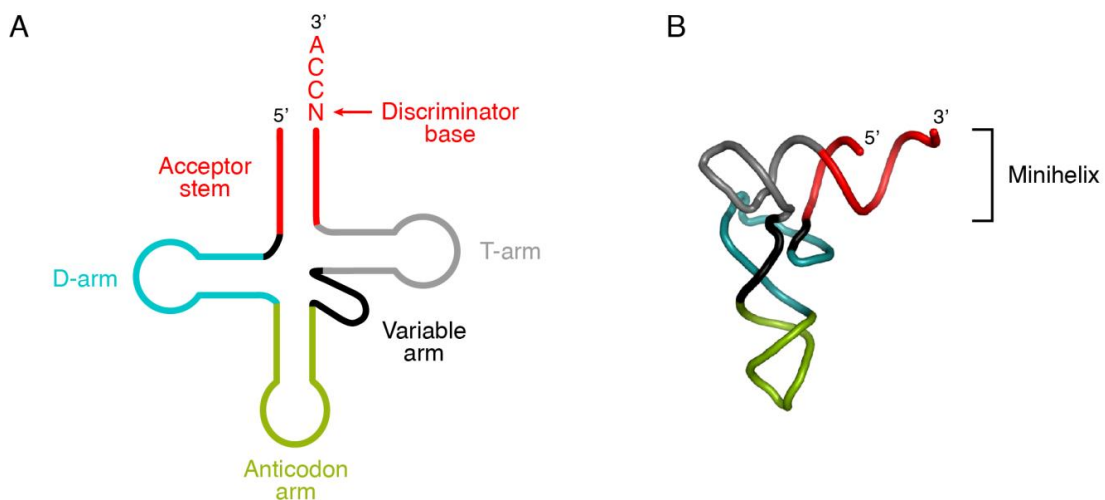 A
3’
A
C
C
N
5’
Discriminator
base
Acceptor
stem
D-arm
T-arm
Variable
arm
Anticodon
arm
B
5’
3’
Minihelix